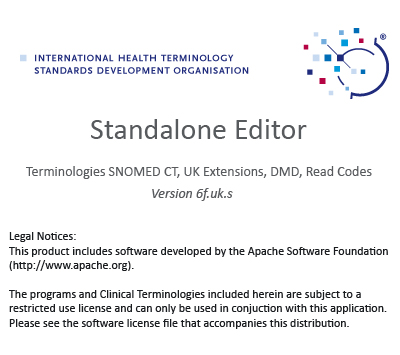 INTERNATIONAL HEALTH TERMINOLOGY
STANDARDS DEVELOPMENT ORGANISATION
®
Standalone Editor
Terminologies SNOMED CT, UK Extensions, DMD, Read Codes
Version 6f.uk.s
Legal Notices:
This product includes software developed by the Apache Software Foundation
(http://www.apache.org).
The programs and Clinical Terminologies included herein are subject to a
restricted use license and can only be used in conjuction with this application.
Please see the software license file that accompanies this distribution.